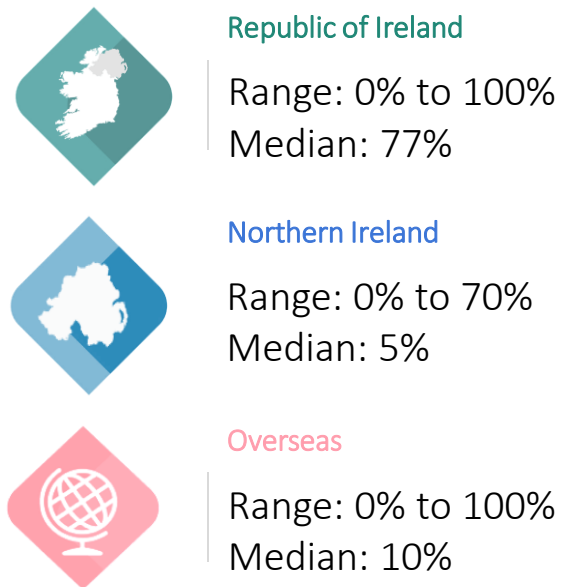 Republic of Ireland
Range: 0% to 100%
Median: 77%
Northern Ireland
Range: 0% to 70%
Median: 5%
Overseas
Range: 0% to 100%
Median: 10%